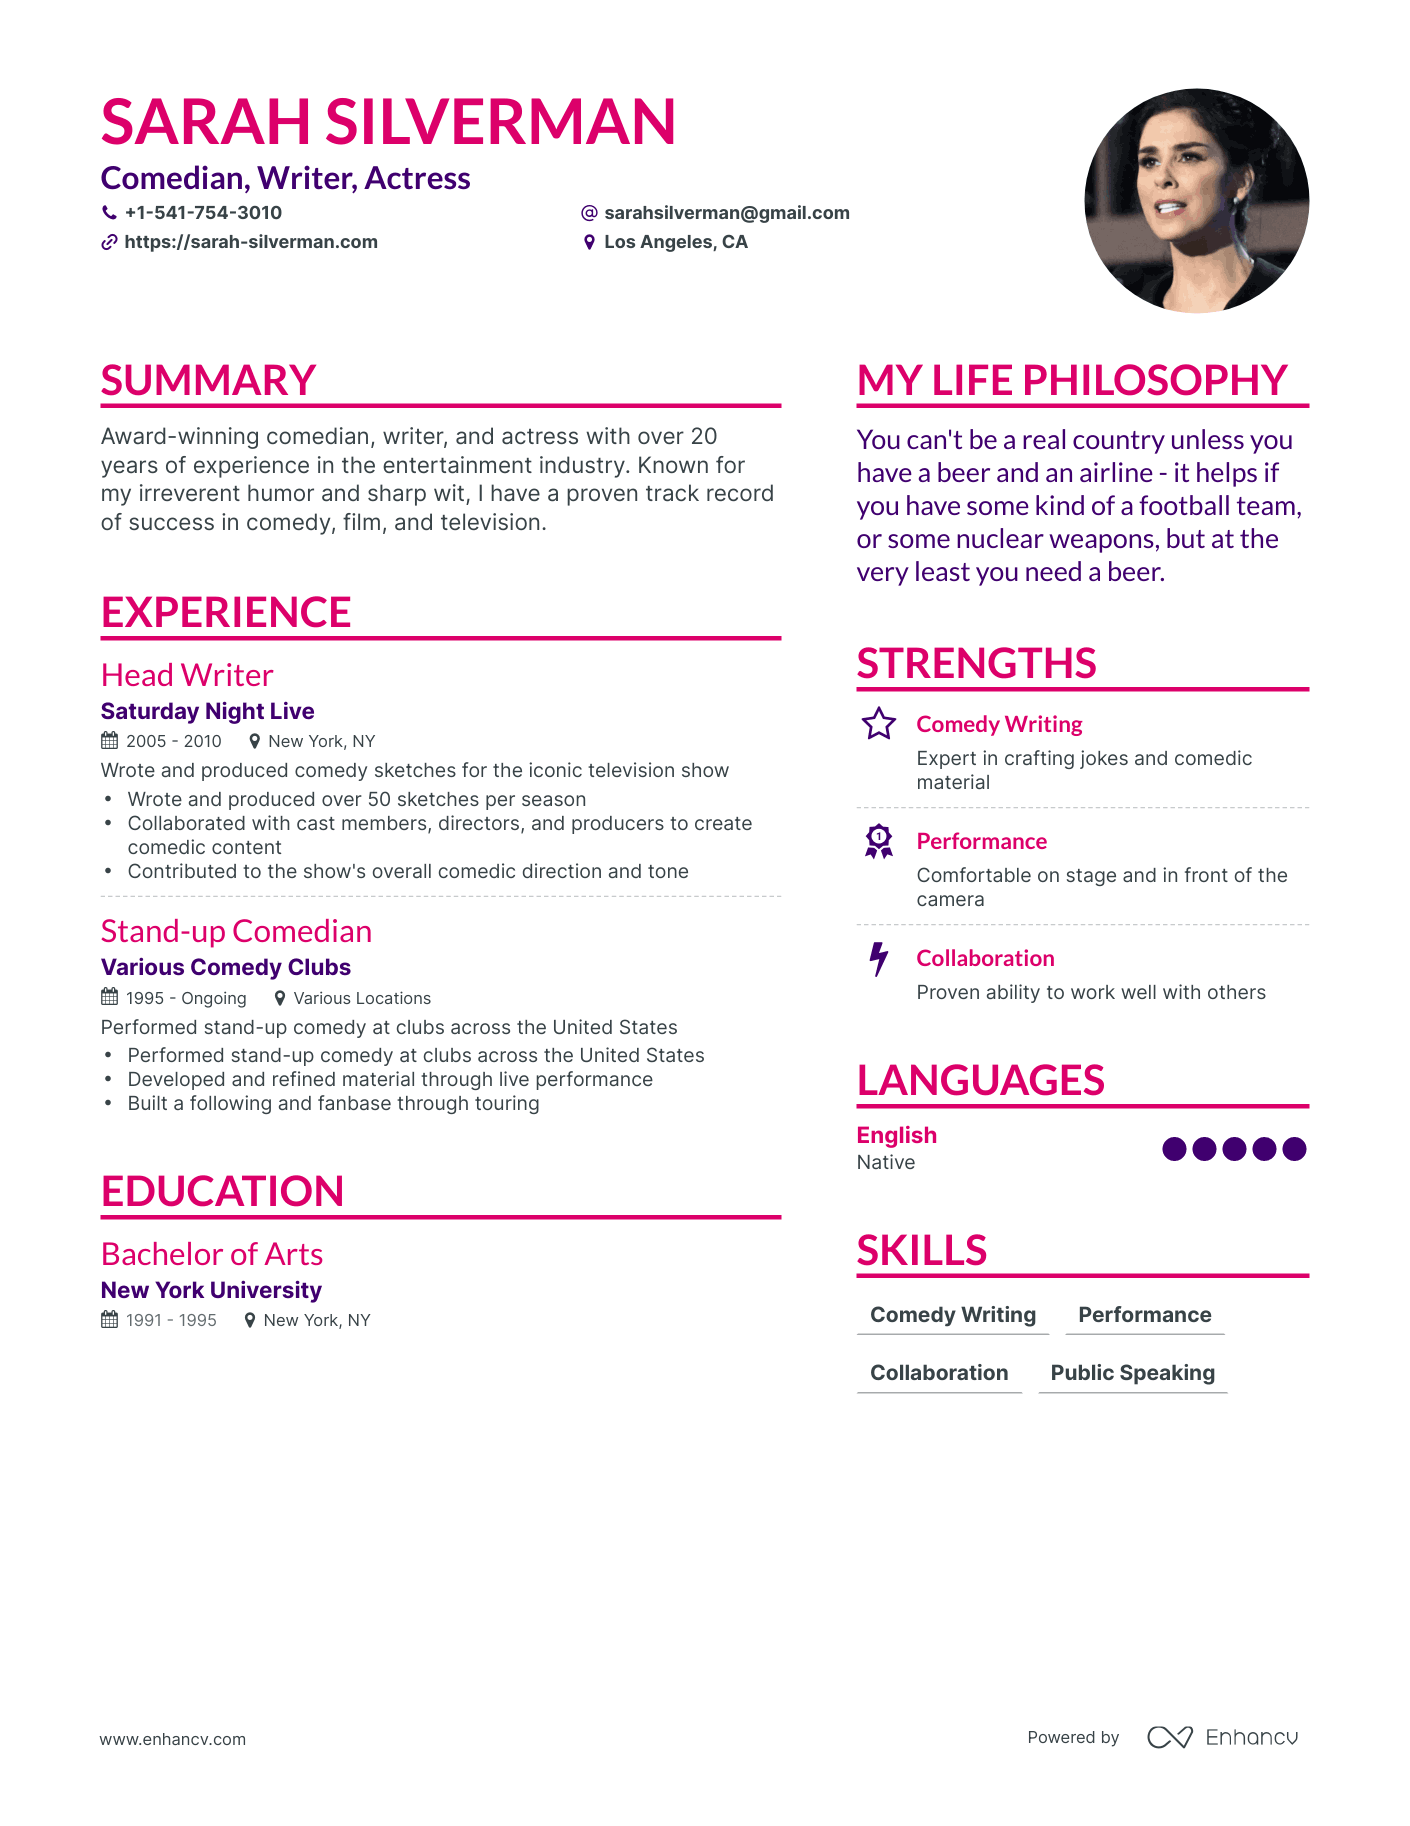 SARAH SILVERMAN
Comedian, Writer, Actress
+1-541-754-3010
sarahsilverman@gmail.com
https://sarah-silverman.com
Los Angeles, CA
SUMMARY
Award-winning comedian, writer, and actress with over 20
years of experience in the entertainment industry. Known for
my irreverent humor and sharp wit, I have a proven track record
of success in comedy, film, and television.
EXPERIENCE
Head Writer
Saturday Night Live
2005 - 2010
New York, NY
Wrote and produced comedy sketches for the iconic television show
• Wrote and produced over 50 sketches per season
• Collaborated with cast members, directors, and producers to create
comedic content
• Contributed to the show's overall comedic direction and tone
Stand-up Comedian
Various Comedy Clubs
1995 - Ongoing
Various Locations
Performed stand-up comedy at clubs across the United States
• Performed stand-up comedy at clubs across the United States
• Developed and refined material through live performance
• Built a following and fanbase through touring
EDUCATION
Bachelor of Arts
New York University
1991 - 1995
New York, NY
MY LIFE PHILOSOPHY
You can't be a real country unless you
have a beer and an airline - it helps if
you have some kind of a football team,
or some nuclear weapons, but at the
very least you need a beer.
STRENGTHS
Comedy Writing
Expert in crafting jokes and comedic
material
1
Performance
Comfortable on stage and in front of the
camera
Collaboration
Proven ability to work well with others
LANGUAGES
English
Native
SKILLS
Comedy Writing
Performance
Collaboration
Public Speaking
www.enhancv.com
Powered by
Enhancv